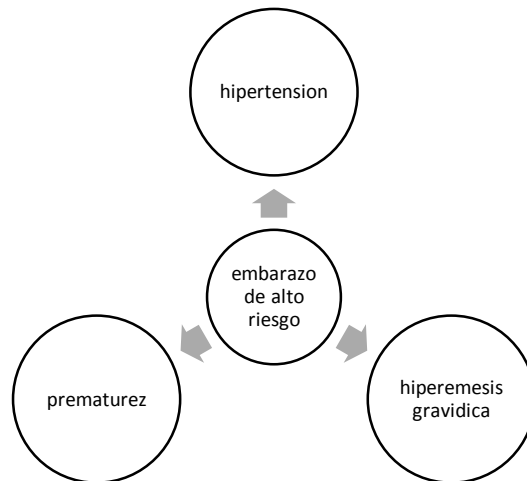 hipertension
embarazo
de alto
riesgo
prematurez
hiperemesis
gravidica